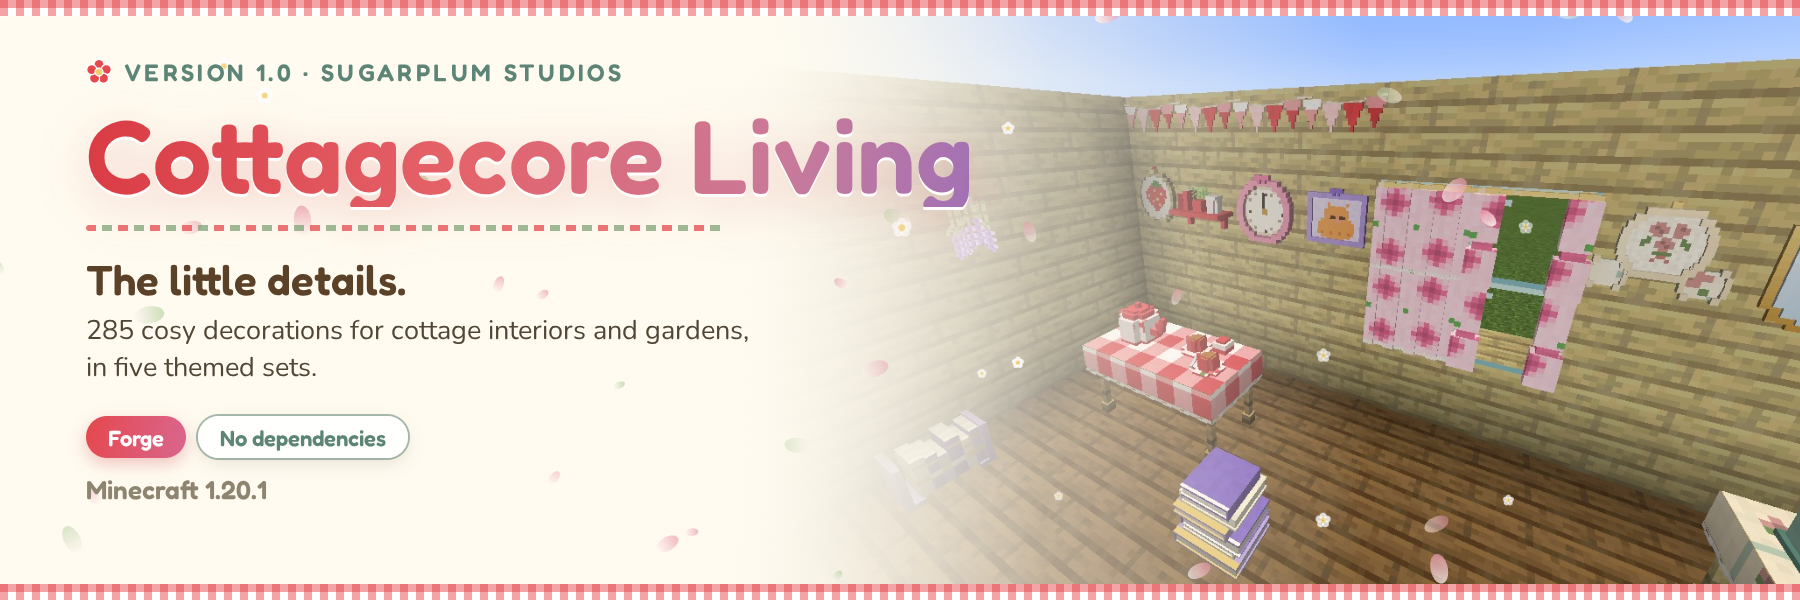 VERSION 1.0 · SUGARPLUM STUDIOS
Cottagecore Living
The little details.
285 cosy decorations for cottage interiors and gardens,
in five themed sets.
Forge
No dependencies
Minecraft 1.20.1